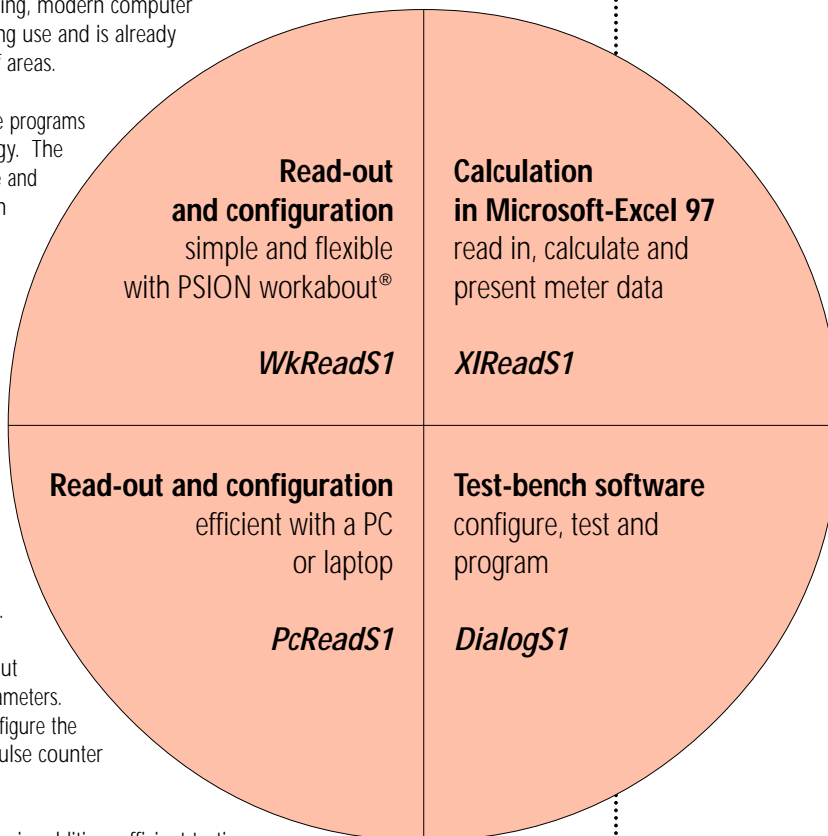 ing, modern computer
ng use and is already
areas.
e programs
gy. The
and
Read-out
and configuration
simple and flexible
with PSION workabout®
WkReadS1
Calculation
in Microsoft-Excel 97
read in, calculate and
present meter data
XlReadS1
Read-out and configuration
efficient with a PC
or laptop
PcReadS1
Test-bench software
configure, test and
program
DialogS1
ut
ameters.
figure the
ulse counter